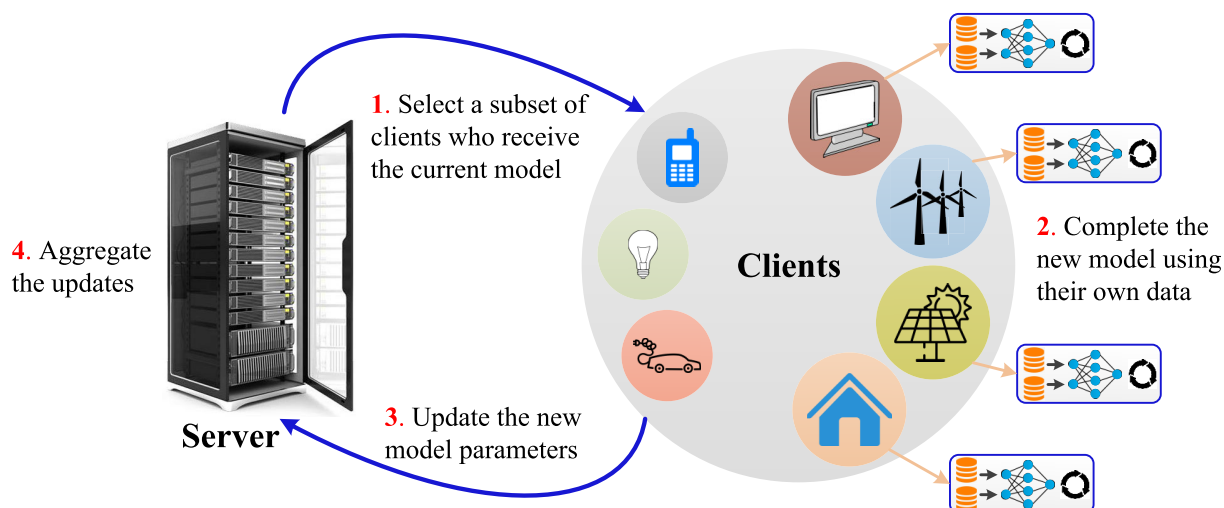 1. Select a subset of
clients who receive
the current model
4. Aggregate
the updates
Server
3. Update the new
model parameters
Clients
2. Complete the
new model using
their own data